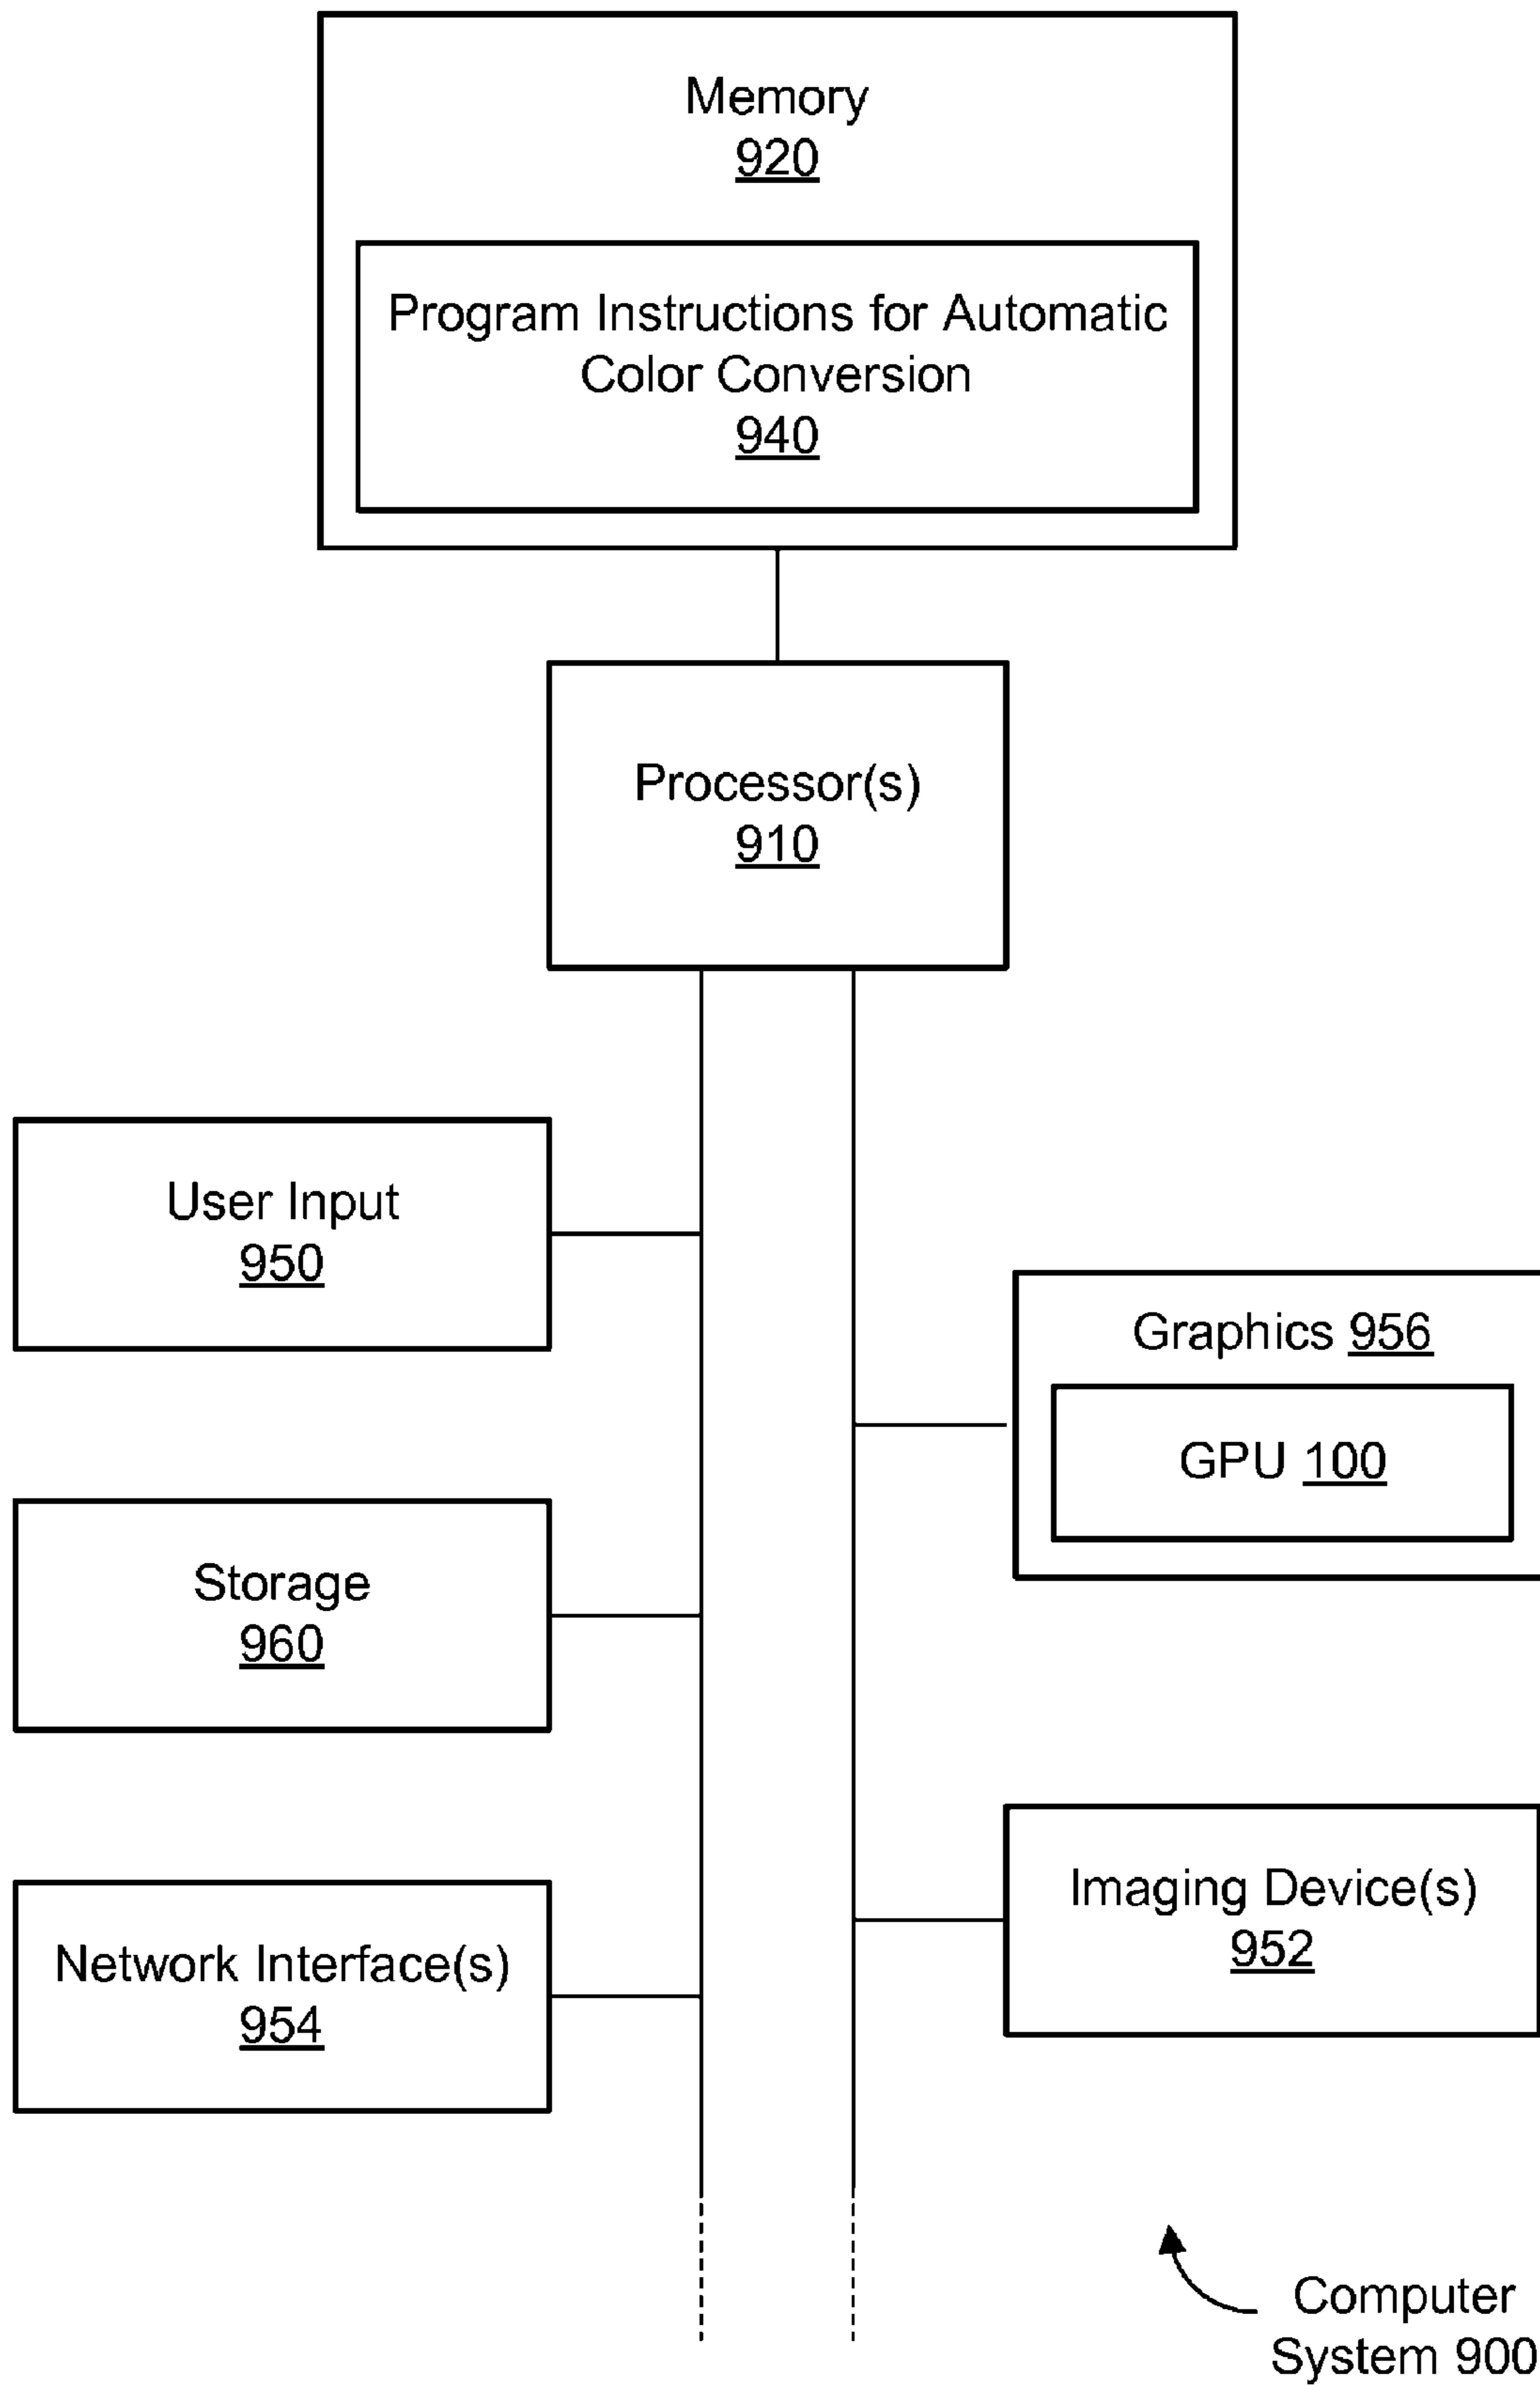 Memory
920
Program Instructions for Automatic
Color Conversion
940
Processor(s)
910
User Input
950
Graphics 956
GPU 100
Storage
960
Imaging Device(s)
952
Network Interface(s)
954
Computer
System 900